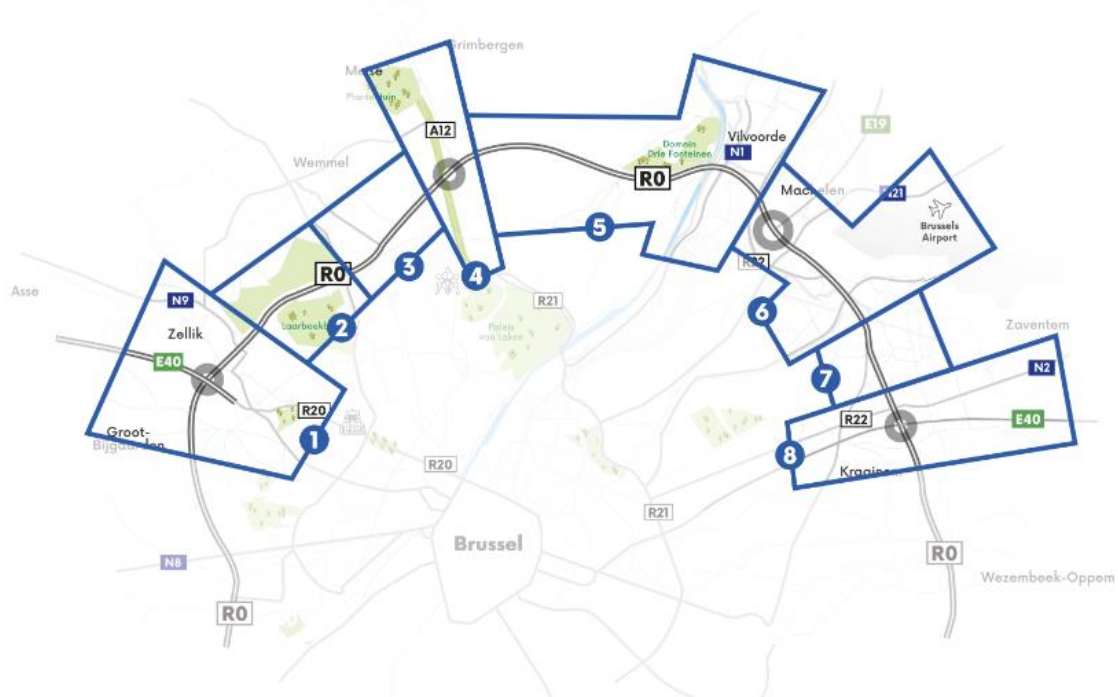 Grimbergen
Meise
Plantentuin
A12
E19
Vilvoorde
Domein
Drie Fonteinen
N1
Wemmel
R0
Machelen
N21
Brussels
Airport
5
3
R0
4
R22
Asse
N9
R21
6
Laarbeekbos
2
Paleis
van Laken
Zaventem
Zellik
E40
7
N2
R20
R22
E40
Groot-
Bijgaarden
1
8
R20
Kraainem
R21
Brussel
R0
N8
Wezembeek-Oppem
R0